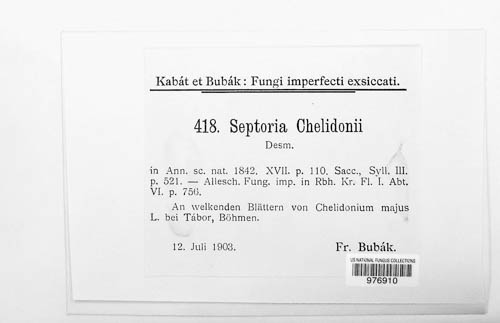 Kabát et Bubák: Fungi imperfecti exsiccati.
418. Septoria Chelidonii
Desm.
in Ann. sc. nat. 1842. XVII. p. 110. Sacc., Syll. III.
p. 521. — Allesch. Fung. imp. in Rbh. Kr. Fl. I. Abt.
VI. p. 756.
An welkenden Blättern von Chelidonium majus
L. bei Tábor, Böhmen.
12. Juli 1903. Fr. Bubák.
US NATIONAL FUNGUS COLLECTIONS
976910